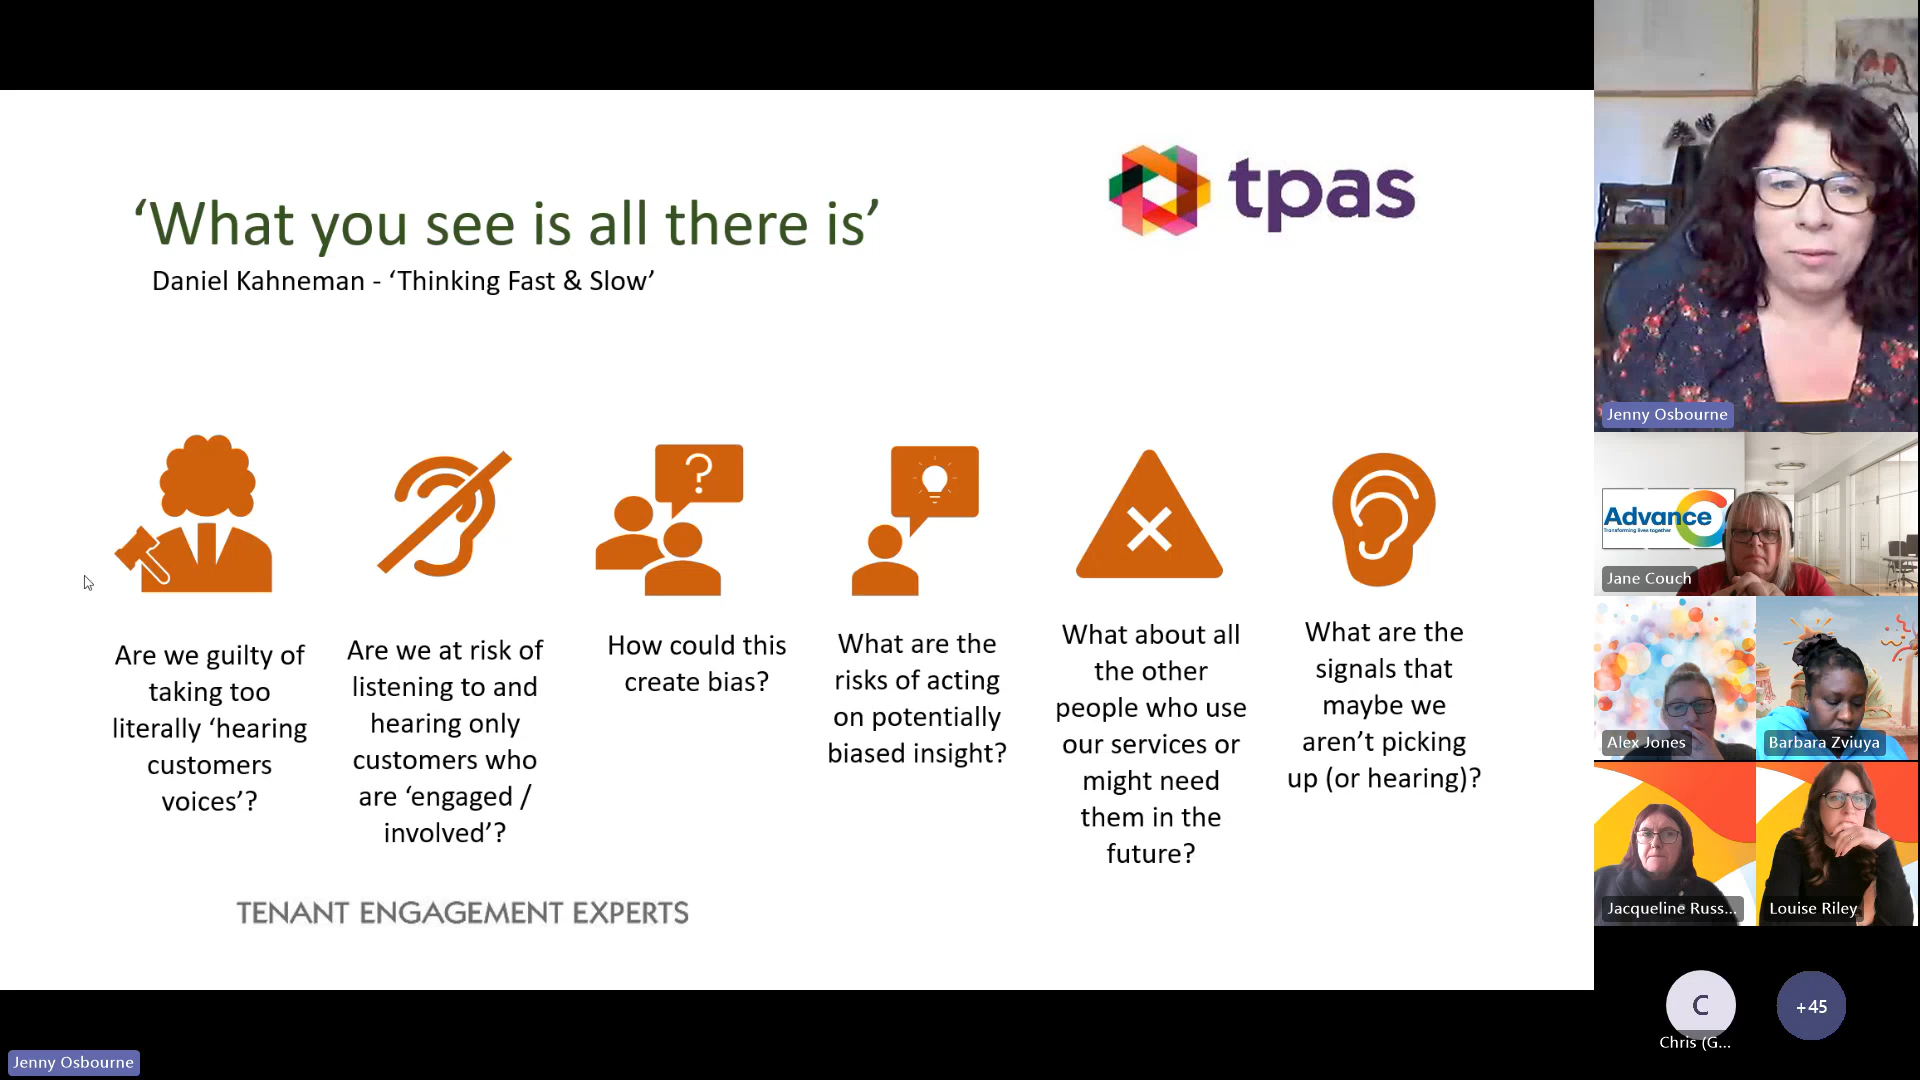 ‘What you see is all there is’
Daniel Kahneman - ‘Thinking Fast & Slow’
tpas
?
Are we guilty of
taking too
literally ‘hearing
customers
voices’?
Are we at risk of
listening to and
hearing only
customers who
are ‘engaged /
involved’?
How could this
create bias?
What are the
risks of acting
on potentially
biased insight?
What about all
the other
people who use
our services or
might need
them in the
future?
What are the
signals that
maybe we
aren’t picking
up (or hearing)?
TENANT ENGAGEMENT EXPERTS
Jenny Osbourne
Jenny Osbourne
Advance
Transforming lives together
Jane Couch
Alex Jones
Barbara Zviuya
Jacqueline Russ...
Louise Riley
C
+45
Chris (G...